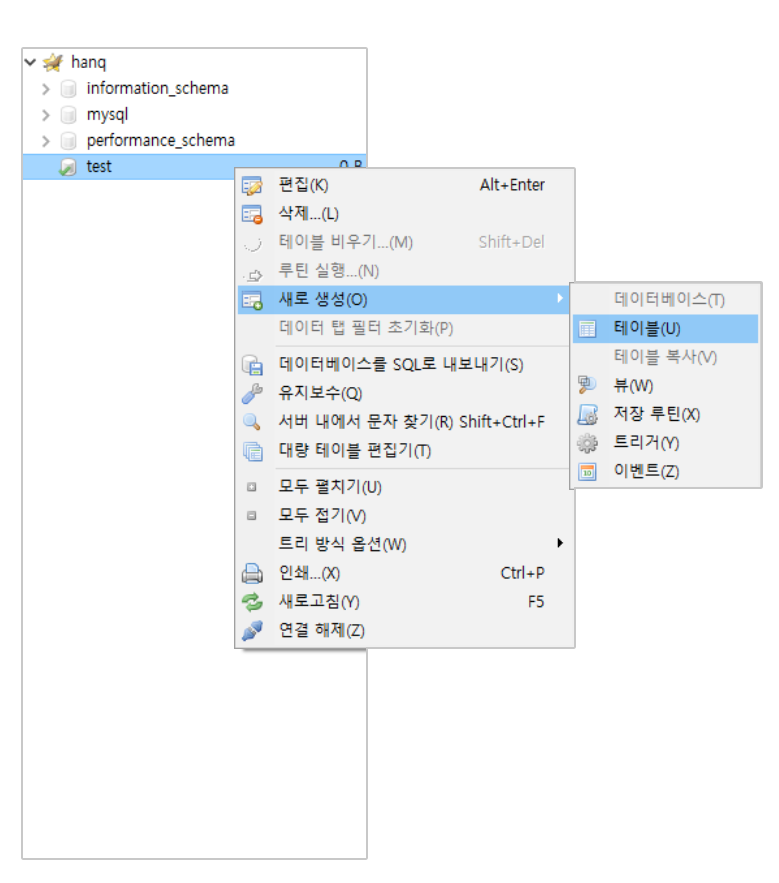 hanq
information_schema
mysql
performance_schema
test
편집(K) Alt+Enter
삭제...(L)
테이블 비우기...(M) Shift+Del
루틴 실행...(N)
새로 생성(O)
데이터 탭 필터 초기화(P)
데이터베이스를 SQL로 내보내기(S)
유지보수(Q)
서버 내에서 문자 찾기(R) Shift+Ctrl+F
대량 테이블 편집기(T)
모두 펼치기(U)
모두 접기(V)
트리 방식 옵션(W)
인쇄...(X) Ctrl+P
새로고침(Y) F5
연결 해제(Z)
데이터베이스(T)
테이블(U)
테이블 복사(V)
뷰(W)
저장 루틴(X)
트리거(Y)
이벤트(Z)